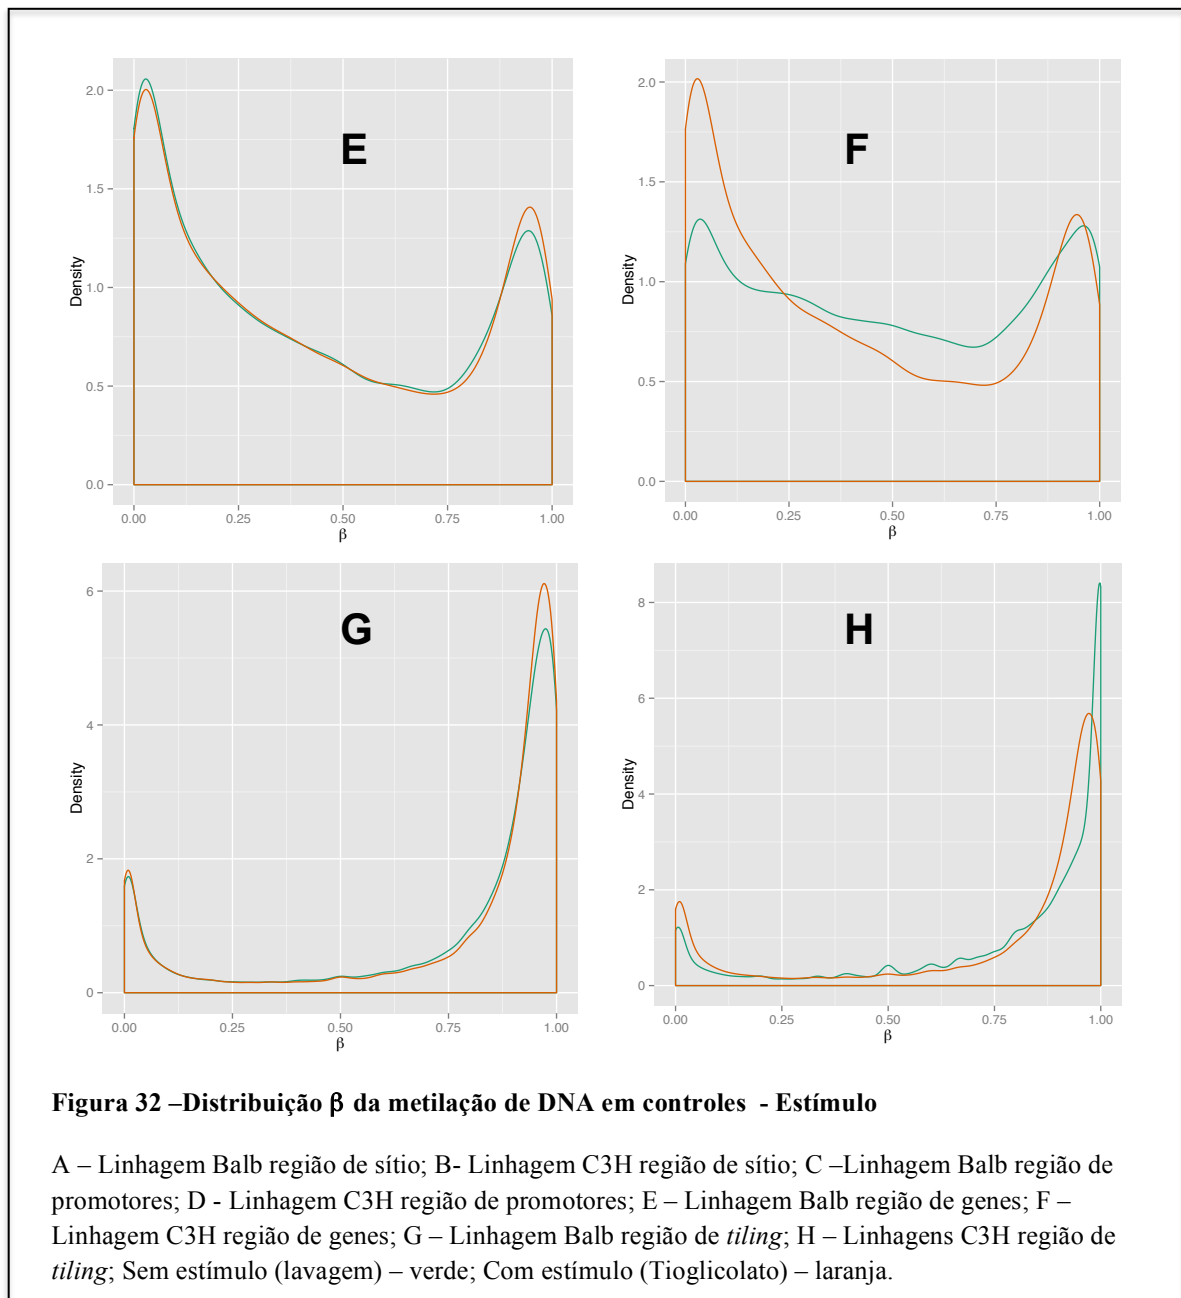 E
2.0
1.5
1.0
0.5
0.0
Density
0.00 0.25 0.50 0.75 1.00
β
F
2.0
1.5
1.0
0.5
0.0
Density
0.00 0.25 0.50 0.75 1.00
β
G
6
4
2
0
Density
0.00 0.25 0.50 0.75 1.00
β
H
8
6
4
2
0
Density
0.00 0.25 0.50 0.75 1.00
β
Figura 32 –Distribuição β da metilação de DNA em controles - Estímulo
A – Linhagem Balb região de sítio; B- Linhagem C3H região de sítio; C –Linhagem Balb região de
promotores; D - Linhagem C3H região de promotores; E – Linhagem Balb região de genes; F –
Linhagem C3H região de genes; G – Linhagem Balb região de tiling; H – Linhagens C3H região de
tiling; Sem estímulo (lavagem) – verde; Com estímulo (Tioglicolato) – laranja.